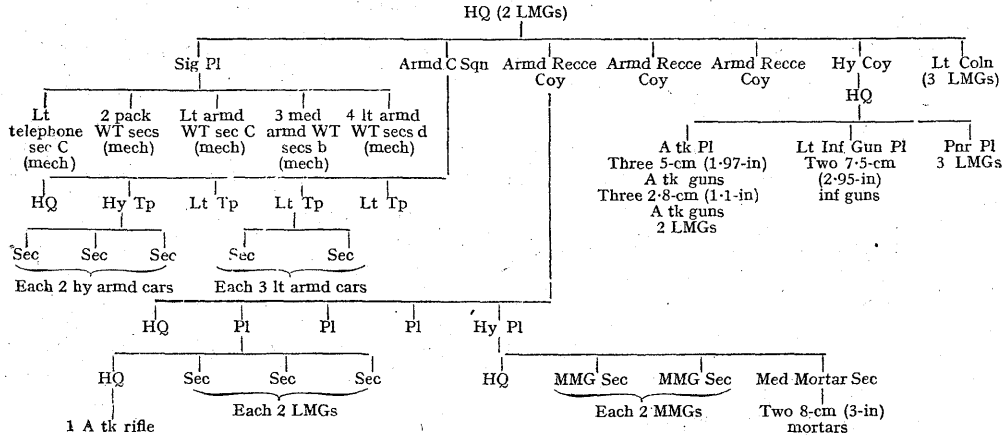 HQ (2 LMGs)
Sig Pl
Armd C Sqn
Armd Recce
Coy
Armd Recce
Coy
Armd Recce
Coy
Hy Coy
Lt Coln
(3 LMGs)
HQ
Lt
telephone
sec C
(mech)
2 pack
WT secs
(mech)
Lt armd
WT sec C
(mech)
3 med
armd WT
secs b
(mech)
4 lt armd
WT secs d
(mech)
A tk Pl
Three 5-cm (1·97-in)
A tk guns
Three 2·8-cm (1·1-in)
A tk guns
2 LMGs
Lt Inf Gun Pl
Two 7·5-cm
(2·95-in)
inf guns
Pnr Pl
3 LMGs
HQ
Hy Tp
Lt Tp
Lt Tp
Lt Tp
Sec
Sec
Sec
Each 2 hy armd cars
Sec
Sec
Each 3 lt armd cars
HQ
Pl
Pl
Pl
Hy Pl
HQ
Sec
Sec
Sec
Each 2 LMGs
1 A tk rifle
HQ
MMG Sec
MMG Sec
Each 2 MMGs
Med Mortar Sec
Two 8-cm (3-in)
mortars